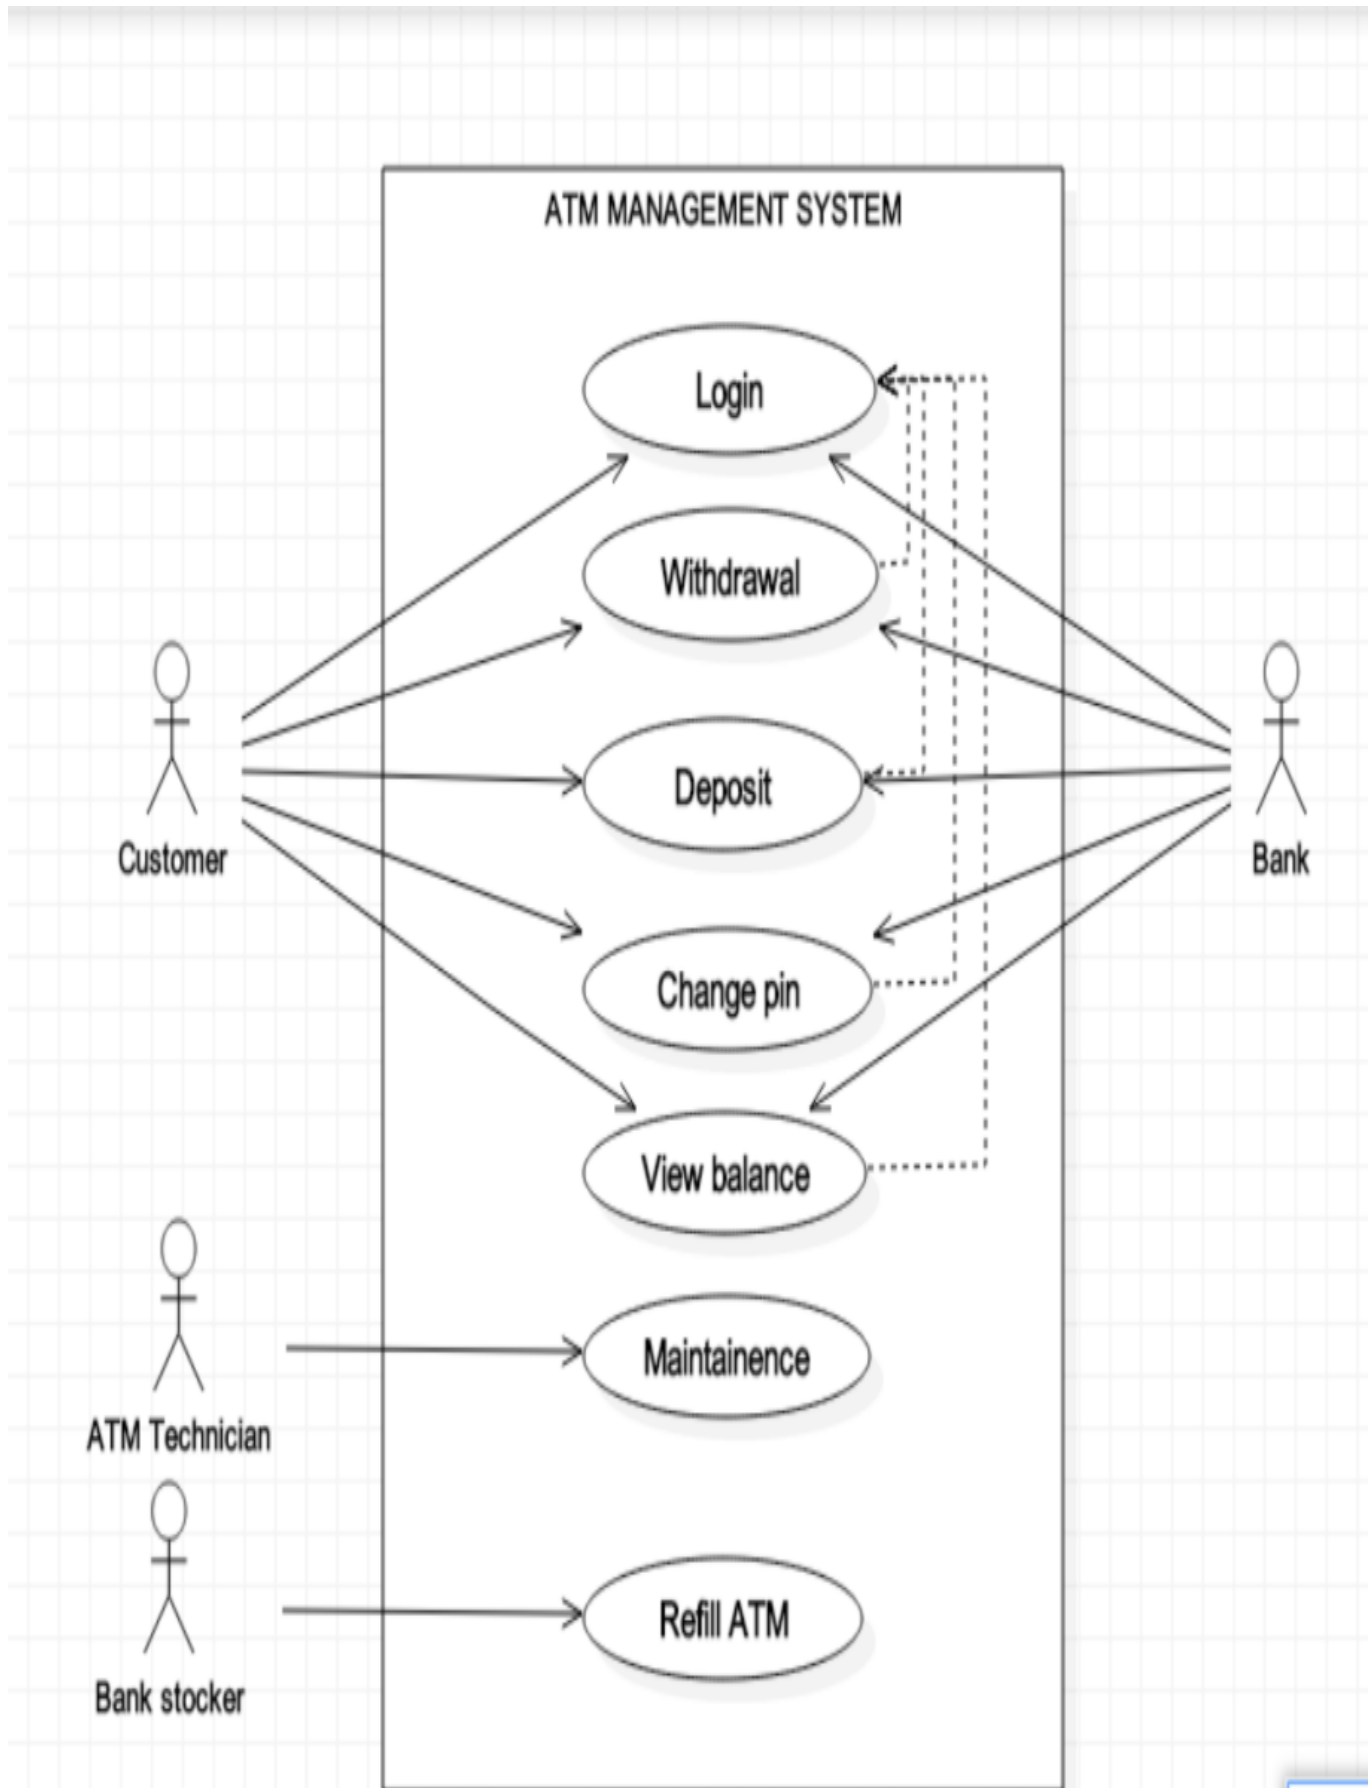 ATM MANAGEMENT SYSTEM
Login
Withdrawal
Deposit
Customer
Bank
Change pin
View balance
Maintainence
ATM Technician
Refill ATM
Bank stocker